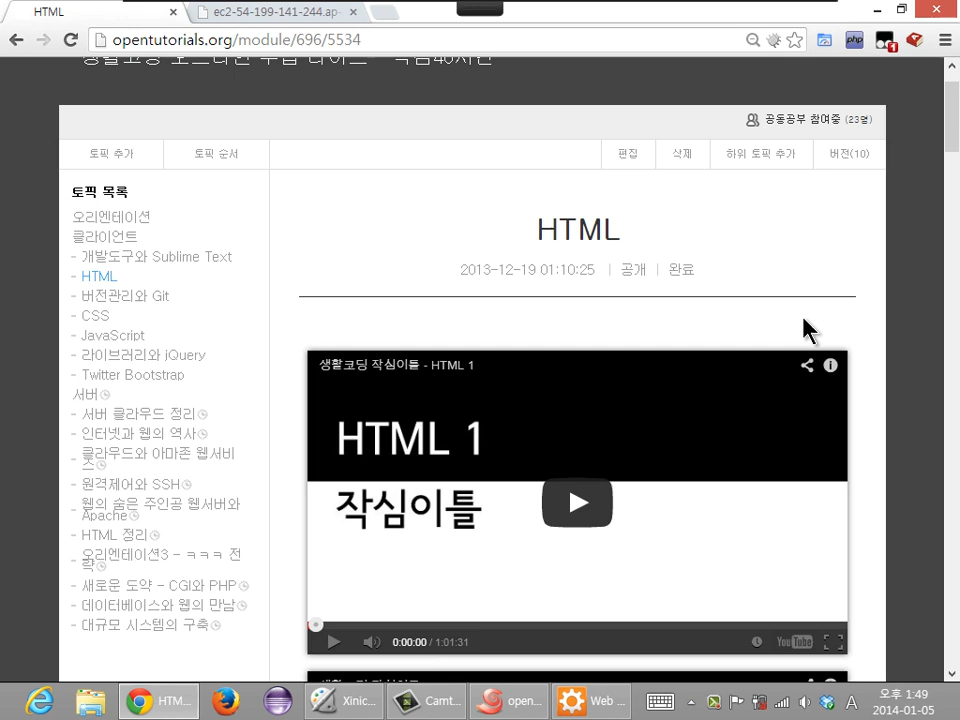 HTML
ec2-54-199-141-244.ap-
opentutorials.org/module/696/5534
공동공부 참여중 (23명)
토픽 추가
토픽 순서
편집
삭제
하위 토픽 추가
버전(10)
토픽 목록
오리엔테이션
클라이언트
- 개발도구와 Sublime Text
- HTML
- 버전관리와 Git
- CSS
- JavaScript
- 라이브러리와 jQuery
- Twitter Bootstrap
서버
- 서버 클라우드 정리
- 인터넷과 웹의 역사
- 클라우드와 아마존 웹서비
스
- 원격제어와 SSH
- 웹의 숨은 주인공 웹서버와
Apache
- HTML 정리
- 오리엔테이션3 - ㅋㅋㅋ 전
략
- 새로운 도약 - CGI와 PHP
- 데이터베이스와 웹의 만남
- 대규모 시스템의 구축
HTML
2013-12-19 01:10:25 | 공개 | 완료
생활코딩 작심이틀 - HTML 1
HTML 1
작심이틀
0:00:00 / 1:01:31
YouTube
php
1
HTM...
Xinic...
Camt...
open...
Web ...
A
오후 1:49
2014-01-05